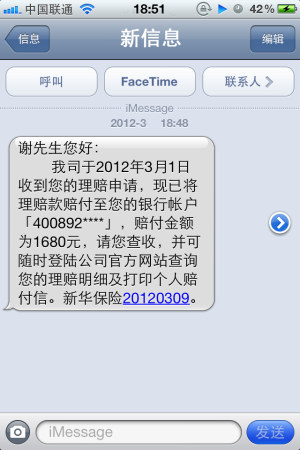 中国联通 18:51 42%
信息 新信息 编辑
呼叫 FaceTime 联系人
iMessage
2012-3 18:48
谢先生您好：
我司于2012年3月1日
收到您的理赔申请，现已将
理赔款赔付至您的银行帐户
「400892****」，赔付金额
为1680元，请您查收，并可
随时登陆公司官方网站查询
您的理赔明细及打印个人赔
付信。新华保险20120309。
iMessage 发送